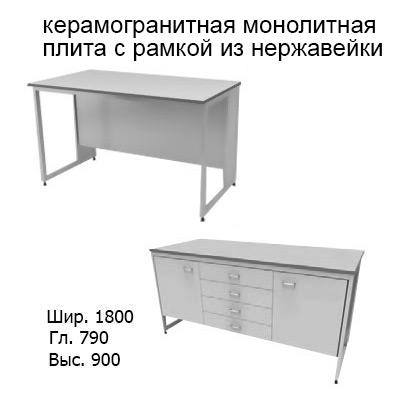 керамогранитная монолитная
плита с рамкой из нержавейки
Шир. 1800
Гл. 790
Выс. 900